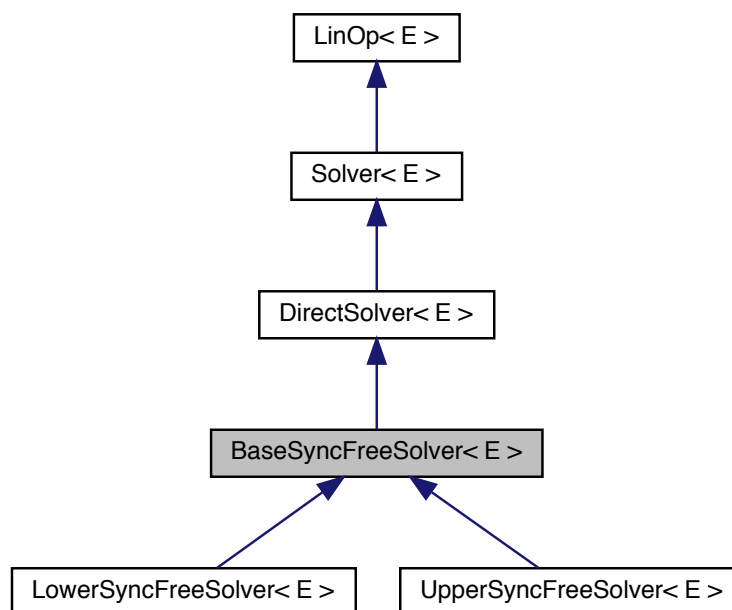 LinOp< E >
Solver< E >
DirectSolver< E >
BaseSyncFreeSolver< E >
LowerSyncFreeSolver< E >
UpperSyncFreeSolver< E >